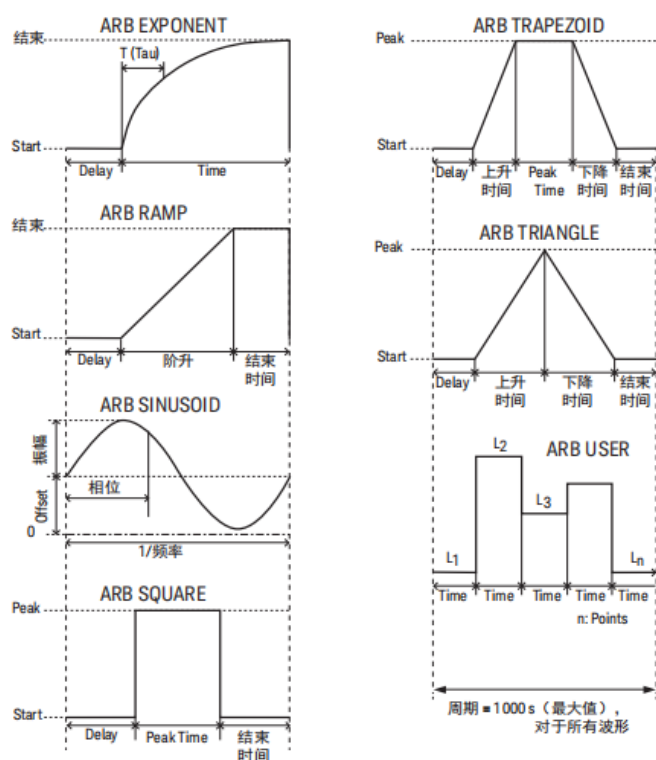 ARB EXPONENT
结束
T (Tau)
Start
Delay
Time
ARB RAMP
结束
Start
Delay
阶升
结束
时间
ARB SINUSOID
振幅
相位
Offset
0
1/频率
ARB SQUARE
Peak
Start
Delay
Peak Time
结束
时间
ARB TRAPEZOID
Peak
Start
Delay
上升
时间
Peak
Time
下降
时间
结束
时间
ARB TRIANGLE
Peak
Start
Delay
上升
时间
下降
时间
结束
时间
ARB USER
L2
L3
L1
Ln
Time Time Time Time Time
n: Points
周期 = 1000 s（最大值），
对于所有波形